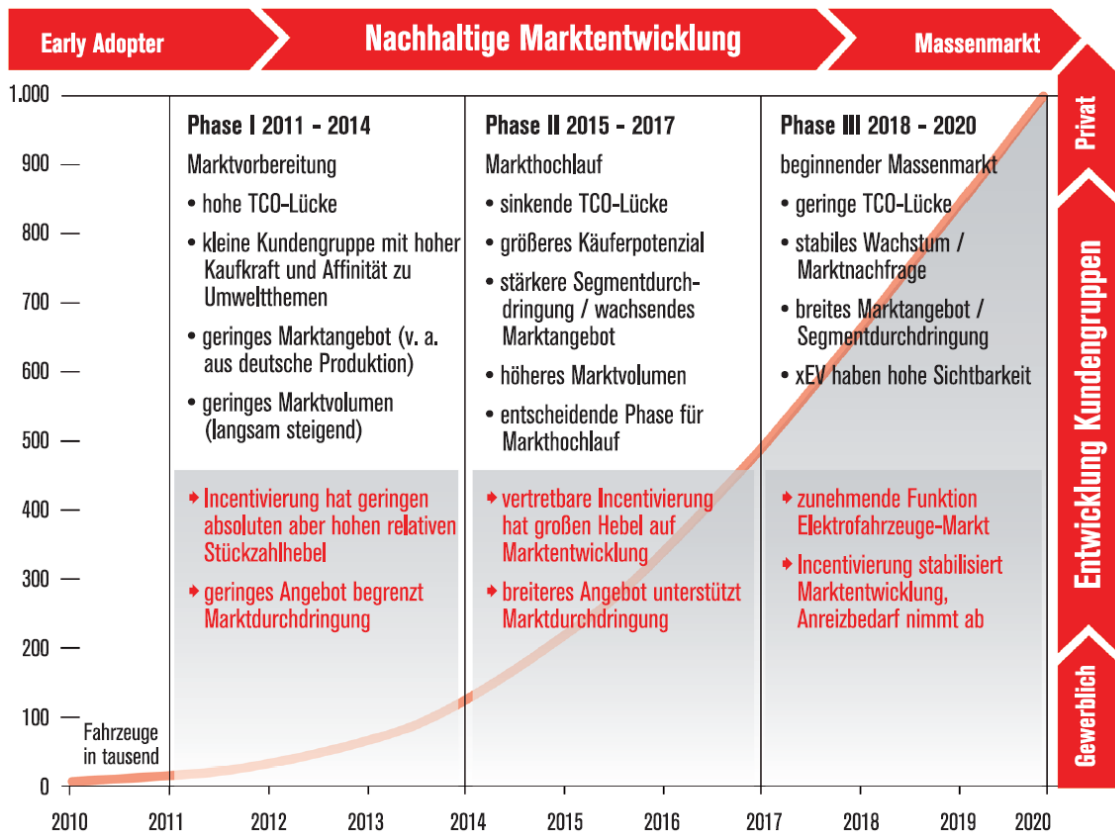 Early Adopter
Nachhaltige Marktentwicklung
Massenmarkt
1.000
900
800
700
600
500
400
300
200
100
0
Fahrzeuge
in tausend
Phase I 2011 - 2014
Marktvorbereitung
• hohe TCO-Lücke
• kleine Kundengruppe mit hoher
Kaufkraft und Affinität zu
Umweltthemen
• geringes Marktangebot (v. a.
aus deutsche Produktion)
• geringes Marktvolumen
(langsam steigend)
➧ Incentivierung hat geringen
absoluten aber hohen relativen
Stückzahlhebel
➧ geringes Angebot begrenzt
Marktdurchdringung
Phase II 2015 - 2017
Markthochlauf
• sinkende TCO-Lücke
• größeres Käuferpotenzial
• stärkere Segmentdurch-
dringung / wachsendes
Marktangebot
• höheres Marktvolumen
• entscheidende Phase für
Markthochlauf
➧ vertretbare Incentivierung
hat großen Hebel auf
Marktentwicklung
➧ breiteres Angebot unterstützt
Marktdurchdringung
Phase III 2018 - 2020
beginnender Massenmarkt
• geringe TCO-Lücke
• stabiles Wachstum /
Marktnachfrage
• breites Marktangebot /
Segmentdurchdringung
• xEV haben hohe Sichtbarkeit
➧ zunehmende Funktion
Elektrofahrzeuge-Markt
➧ Incentivierung stabilisiert
Marktentwicklung,
Anreizbedarf nimmt ab
Privat
Entwicklung Kundengruppen
Gewerblich
2010
2011
2012
2013
2014
2015
2016
2017
2018
2019
2020